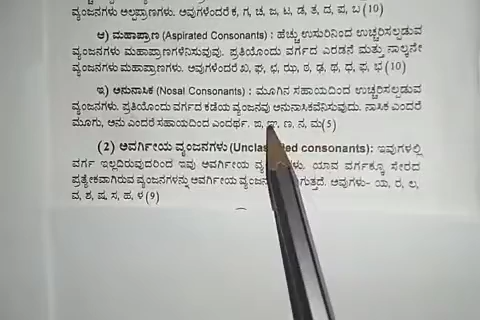 ವ್ಯಂಜನಗಳು ಅಲ್ಪಪ್ರಾಣಗಳು. ಅವುಗಳೆಂದರೆ ಕ, ಗ, ಚ, ಜ, ಟ, ಡ, ತ, ದ, ಪ, ಬ (10)
ಆ) ಮಹಾಪ್ರಾಣ (Aspirated Consonants) : ಹೆಚ್ಚು ಉಸುರಿನಿಂದ ಉಚ್ಚರಿಸಲ್ಪಡುವ
ವ್ಯಂಜನಗಳು ಮಹಾಪ್ರಾಣಗಳೆನಿಸುವುವು. ಪ್ರತಿಯೊಂದು ವರ್ಗದ ಎರಡನೆ ಮತ್ತು ನಾಲ್ಕನೇ
ವ್ಯಂಜನಗಳು ಮಹಾಪ್ರಾಣಗಳು. ಅವುಗಳೆಂದರೆ ಖ, ಘ, ಛ, ಝ, ಠ, ಢ, ಥ, ಧ, ಫ, ಭ (10)
ಇ) ಅನುನಾಸಿಕ (Nosal Consonants) : ಮೂಗಿನ ಸಹಾಯದಿಂದ ಉಚ್ಚರಿಸಲ್ಪಡುವ
ವ್ಯಂಜನಗಳು. ಪ್ರತಿಯೊಂದು ವರ್ಗದ ಕಡೆಯ ವ್ಯಂಜನವು ಅನುನಾಸಿಕವೆನಿಸುವುದು. ನಾಸಿಕ ಎಂದರೆ
ಮೂಗು, ಅನು ಎಂದರೆ ಸಹಾಯದಿಂದ ಎಂದರ್ಥ. ಙ, ಞ, ಣ, ನ, ಮ (5)
(2) ಅವರ್ಗೀಯ ವ್ಯಂಜನಗಳು (Unclas ed consonants): ಇವುಗಳಲ್ಲಿ
ವರ್ಗ ಇಲ್ಲದಿರುವುದರಿಂದ ಇವು ಅವರ್ಗೀಯ ಯಾವ ವರ್ಗಕ್ಕೂ ಸೇರದ
ಪ್ರತ್ಯೇಕವಾಗಿರುವ ವ್ಯಂಜನಗಳನ್ನು ಅವರ್ಗೀಯ ಅವುಗಳು- ಯ, ರ, ಲ,
ವ, ಶ, ಷ, ಸ, ಹ, ಳ (9)